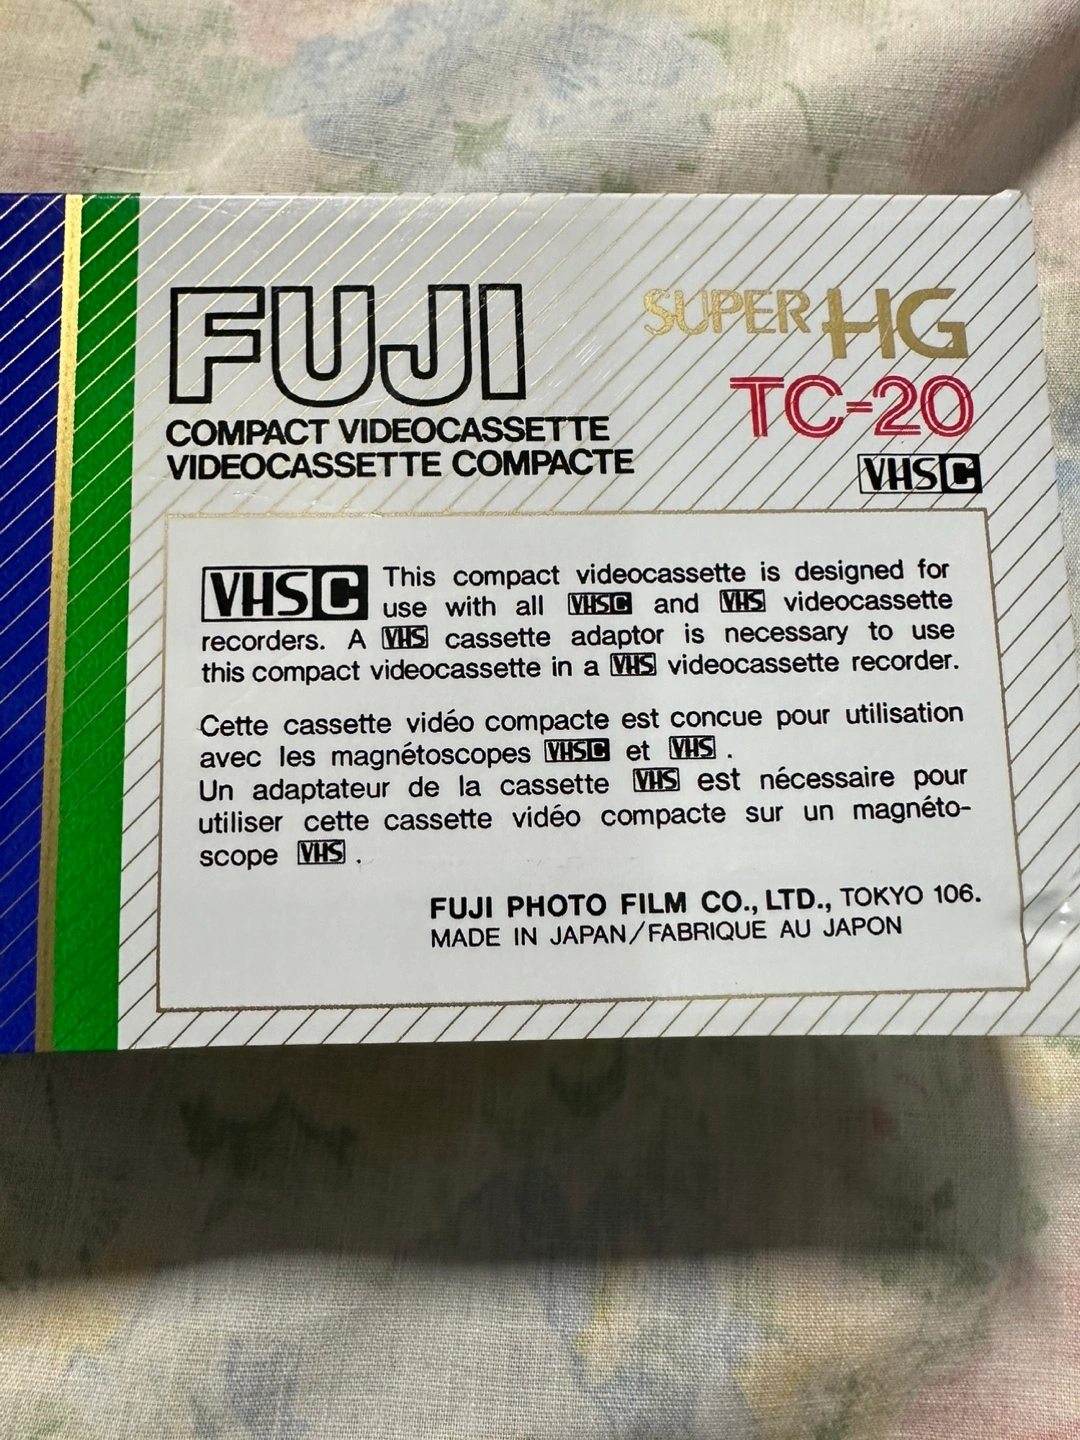 FUJI
SUPER HG
TC-20
COMPACT VIDEOCASSETTE
VIDEOCASSETTE COMPACTE
VHSC
VHSC This compact videocassette is designed for
use with all VHSC and VHS videocassette
recorders. A VHS cassette adaptor is necessary to use
this compact videocassette in a VHS videocassette recorder.
Cette cassette vidéo compacte est concue pour utilisation
avec les magnétoscopes VHSC et VHS .
Un adaptateur de la cassette VHS est nécessaire pour
utiliser cette cassette vidéo compacte sur un magnéto-
scope VHS .
FUJI PHOTO FILM CO., LTD., TOKYO 106.
MADE IN JAPAN/FABRIQUE AU JAPON